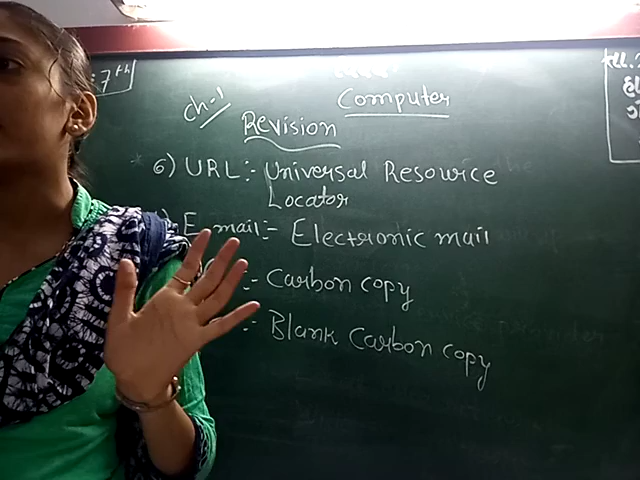 : 7th
Ch-1
Computer
Revision
6) URL :- Universal Resource
Locator
E mail :- Electronic mail
:- Carbon copy
:- Blank Carbon copy